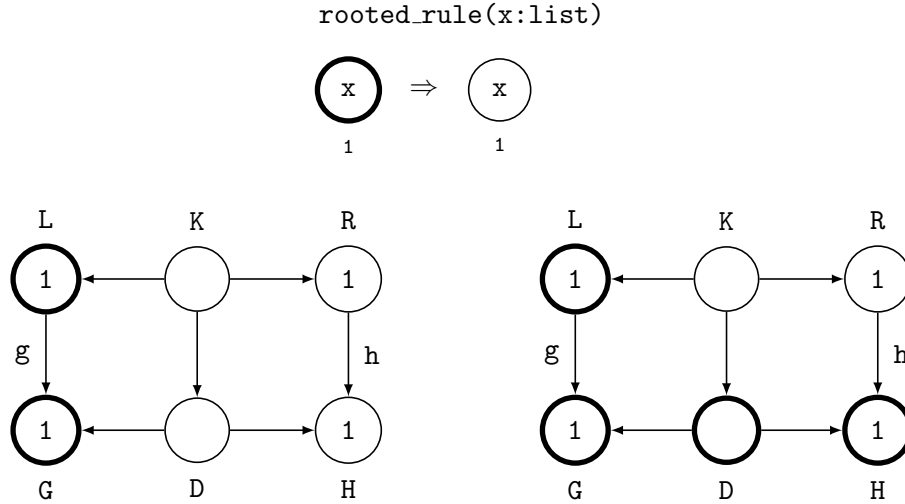 rooted_rule(x:list)
x ⇒ x
1 1
L K R
1 1
g h
1 1
G D H
L K R
1 1
g h
1 1
G D H